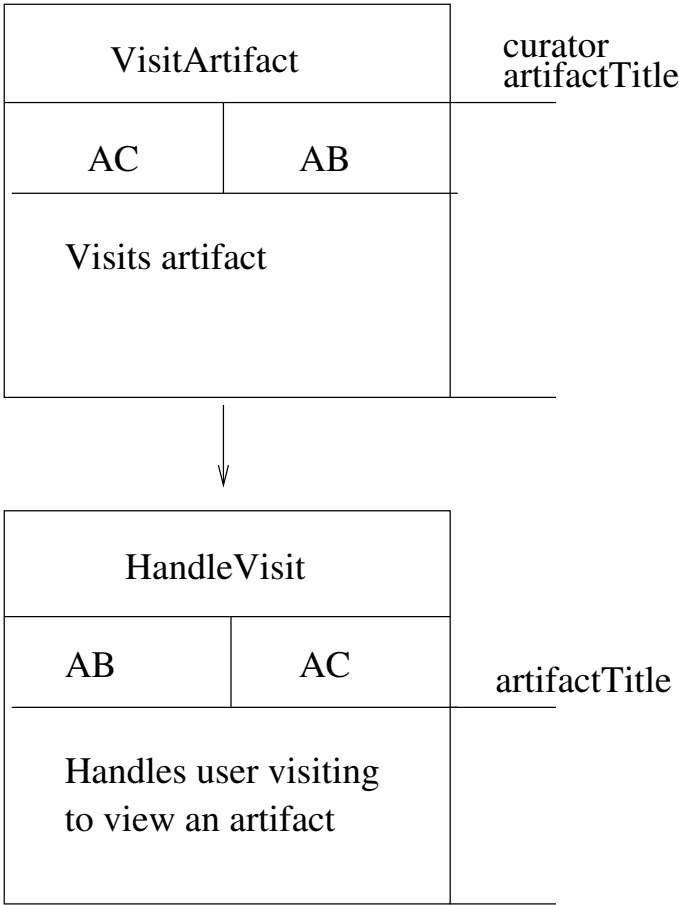 VisitArtifact
curator
artifactTitle
AC
AB
Visits artifact
HandleVisit
AB
AC
artifactTitle
Handles user visiting
to view an artifact